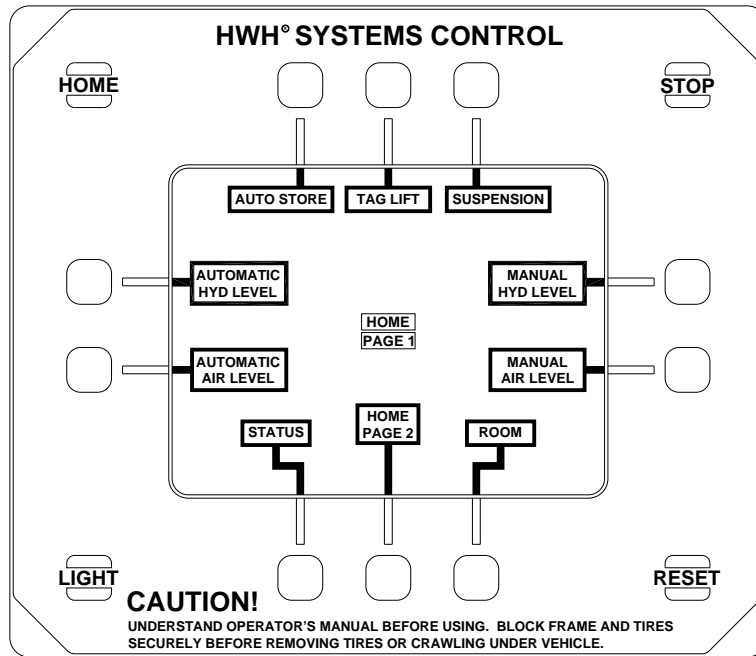 HWH® SYSTEMS CONTROL
HOME
STOP
AUTO STORE
TAG LIFT
SUSPENSION
AUTOMATIC
HYD LEVEL
MANUAL
HYD LEVEL
HOME
PAGE 1
AUTOMATIC
AIR LEVEL
MANUAL
AIR LEVEL
STATUS
HOME
PAGE 2
ROOM
LIGHT
RESET
CAUTION!
UNDERSTAND OPERATOR'S MANUAL BEFORE USING. BLOCK FRAME AND TIRES
SECURELY BEFORE REMOVING TIRES OR CRAWLING UNDER VEHICLE.